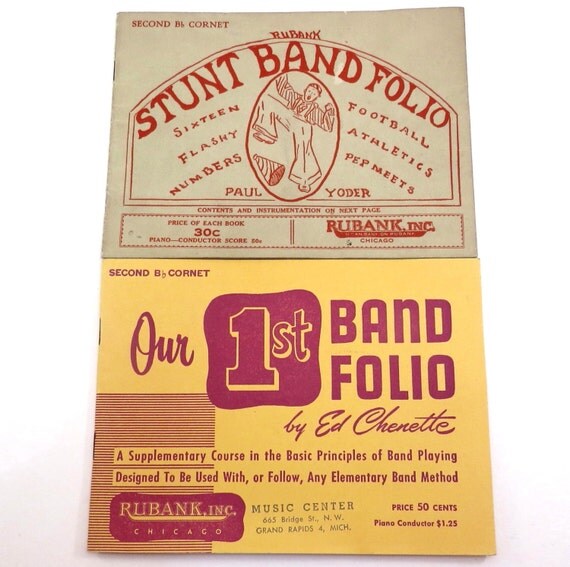 SECOND B♭ CORNET
RUBANK
STUNT BAND FOLIO
SIXTEEN
FLASHY
NUMBERS
FOOTBALL
ATHLETICS
PEP MEETS
PAUL YODER
CONTENTS AND INSTRUMENTATION ON NEXT PAGE
PRICE OF EACH BOOK
30c
PIANO—CONDUCTOR SCORE 50c
RUBANK, INC.
CHICAGO
SECOND B♭ CORNET
Our 1st BAND
FOLIO
by Ed Chenette
A Supplementary Course in the Basic Principles of Band Playing
Designed To Be Used With, or Follow, Any Elementary Band Method
RUBANK, INC.
CHICAGO
MUSIC CENTER
665 Bridge St., N. W.
GRAND RAPIDS 4, MICH.
PRICE 50 CENTS
Piano Conductor $1.25